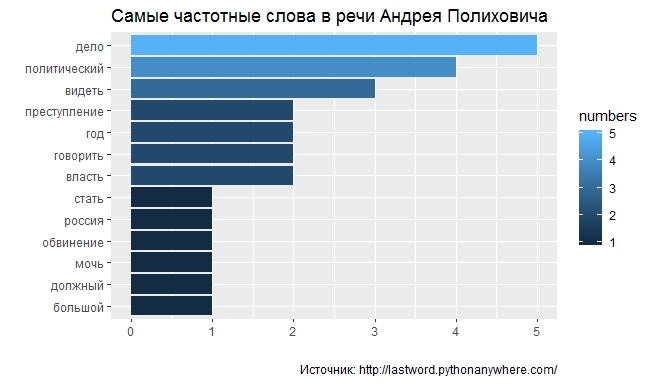 Самые частотные слова в речи Андрея Полиховича
дело
политический
видеть
преступление
год
говорить
власть
стать
россия
обвинение
мочь
должный
большой
0 1 2 3 4 5
numbers
5
4
3
2
1
Источник: http://lastword.pythonanywhere.com/